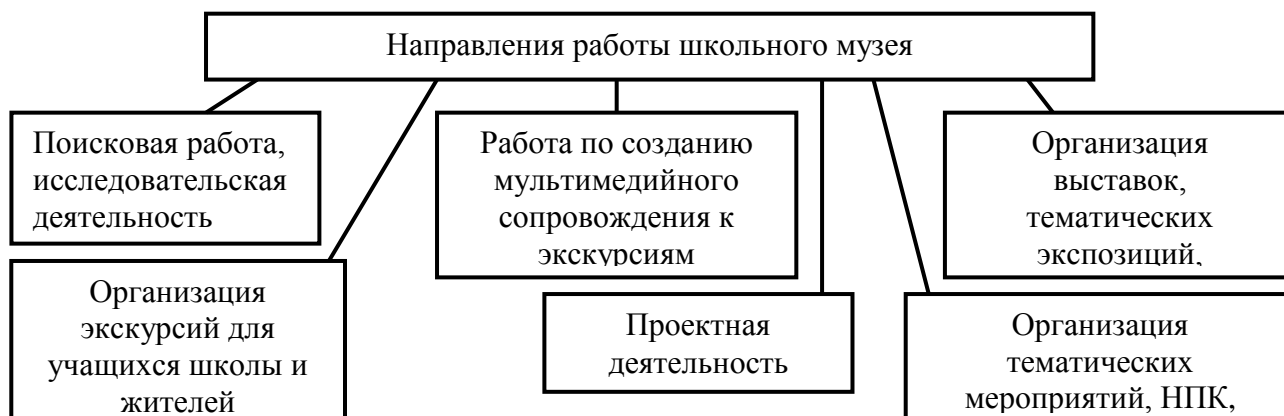 Направления работы школьного музея
Поисковая работа,
исследовательская
деятельность
Работа по созданию
мультимедийного
сопровождения к
экскурсиям
Организация
выставок,
тематических
экспозиций,
Организация
экскурсий для
учащихся школы и
жителей
Проектная
деятельность
Организация
тематических
мероприятий, НПК,